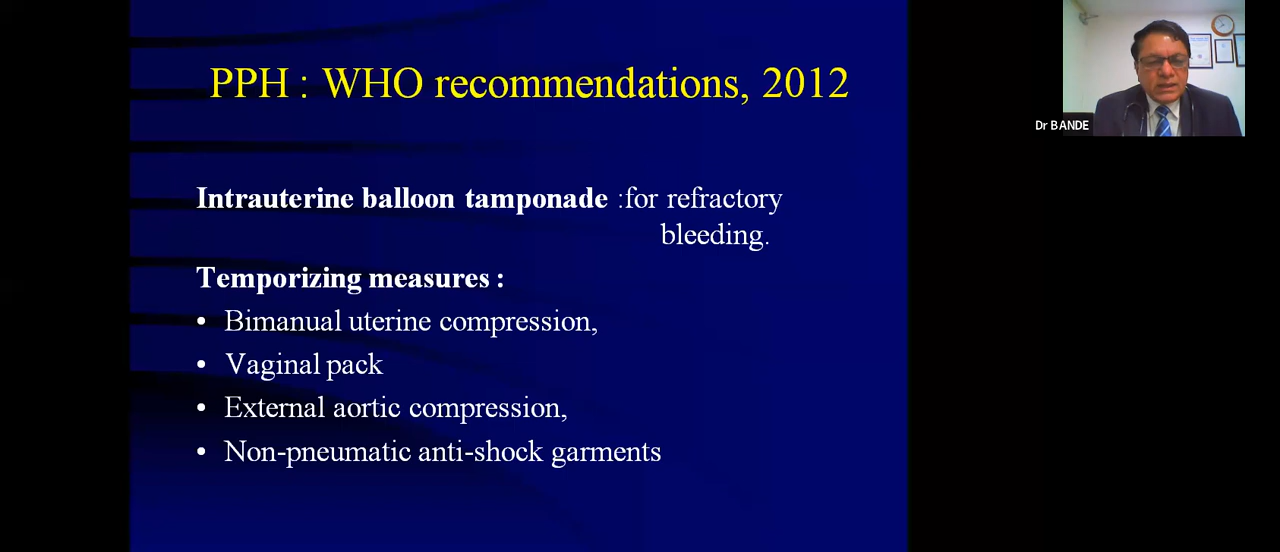 PPH : WHO recommendations, 2012
Dr BANDE
Intrauterine balloon tamponade :for refractory
bleeding.
Temporizing measures :
• Bimanual uterine compression,
• Vaginal pack
• External aortic compression,
• Non-pneumatic anti-shock garments